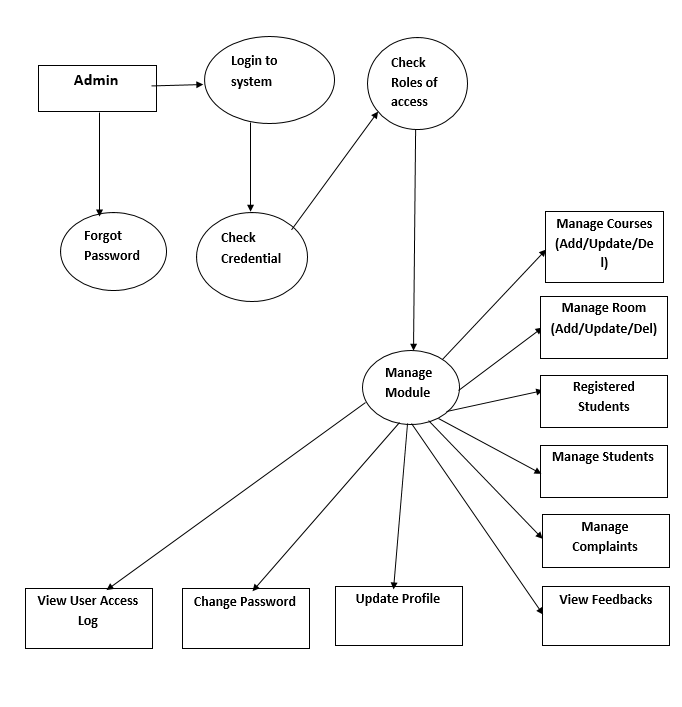 Admin
Login to
system
Check
Roles of
access
Forgot
Password
Check
Credential
Manage Courses
(Add/Update/De
l)
Manage Room
(Add/Update/Del)
Manage
Module
Registered
Students
Manage Students
Manage
Complaints
View User Access
Log
Change Password
Update Profile
View Feedbacks